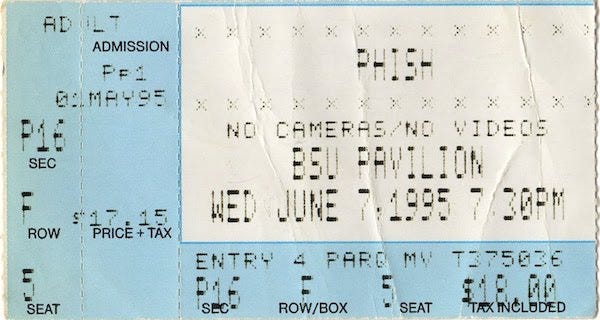 ADULT
ADMISSION
PP1
01MAY95
P16
SEC
F $17.15
ROW PRICE + TAX
5
SEAT
x x x x x x x x x x x x
PHISH
x x x x x x x x x x x x
NO CAMERAS/NO VIDEOS
BSU PAVILION
WED JUNE 7,1995 7:30PM
ENTRY 4 PARQ MV T375036
P16 F 5 $18.00
SEC ROW/BOX SEAT TAX INCLUDED